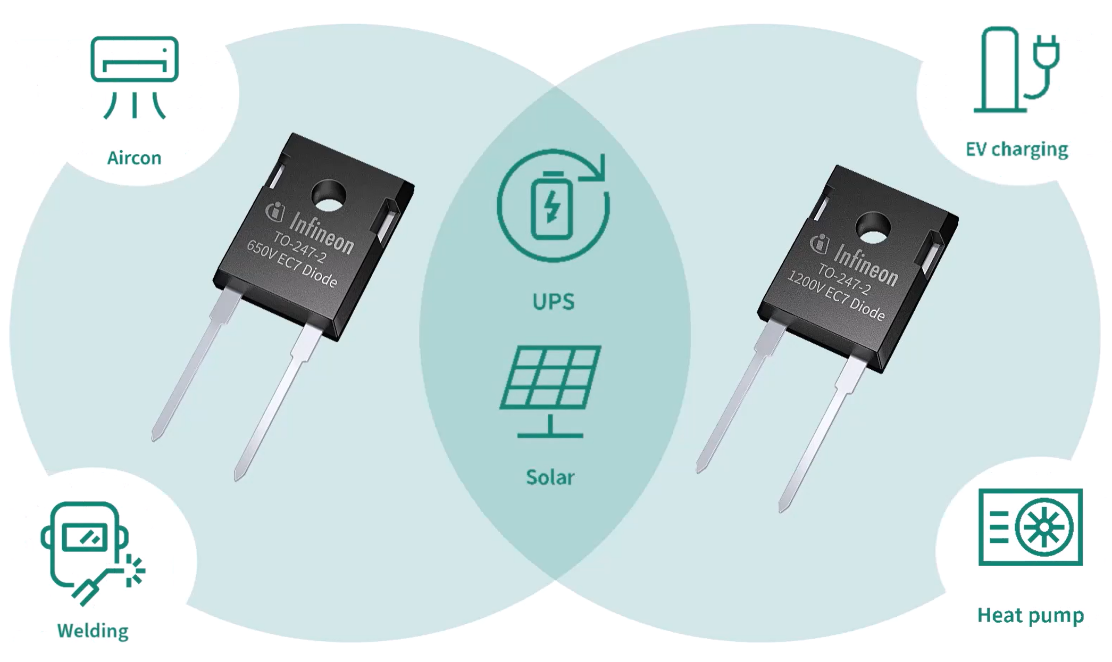 Aircon
Infineon
TO-247-2
650V EC7 Diode
Welding
UPS
Solar
EV charging
Infineon
TO-247-2
1200V EC7 Diode
Heat pump